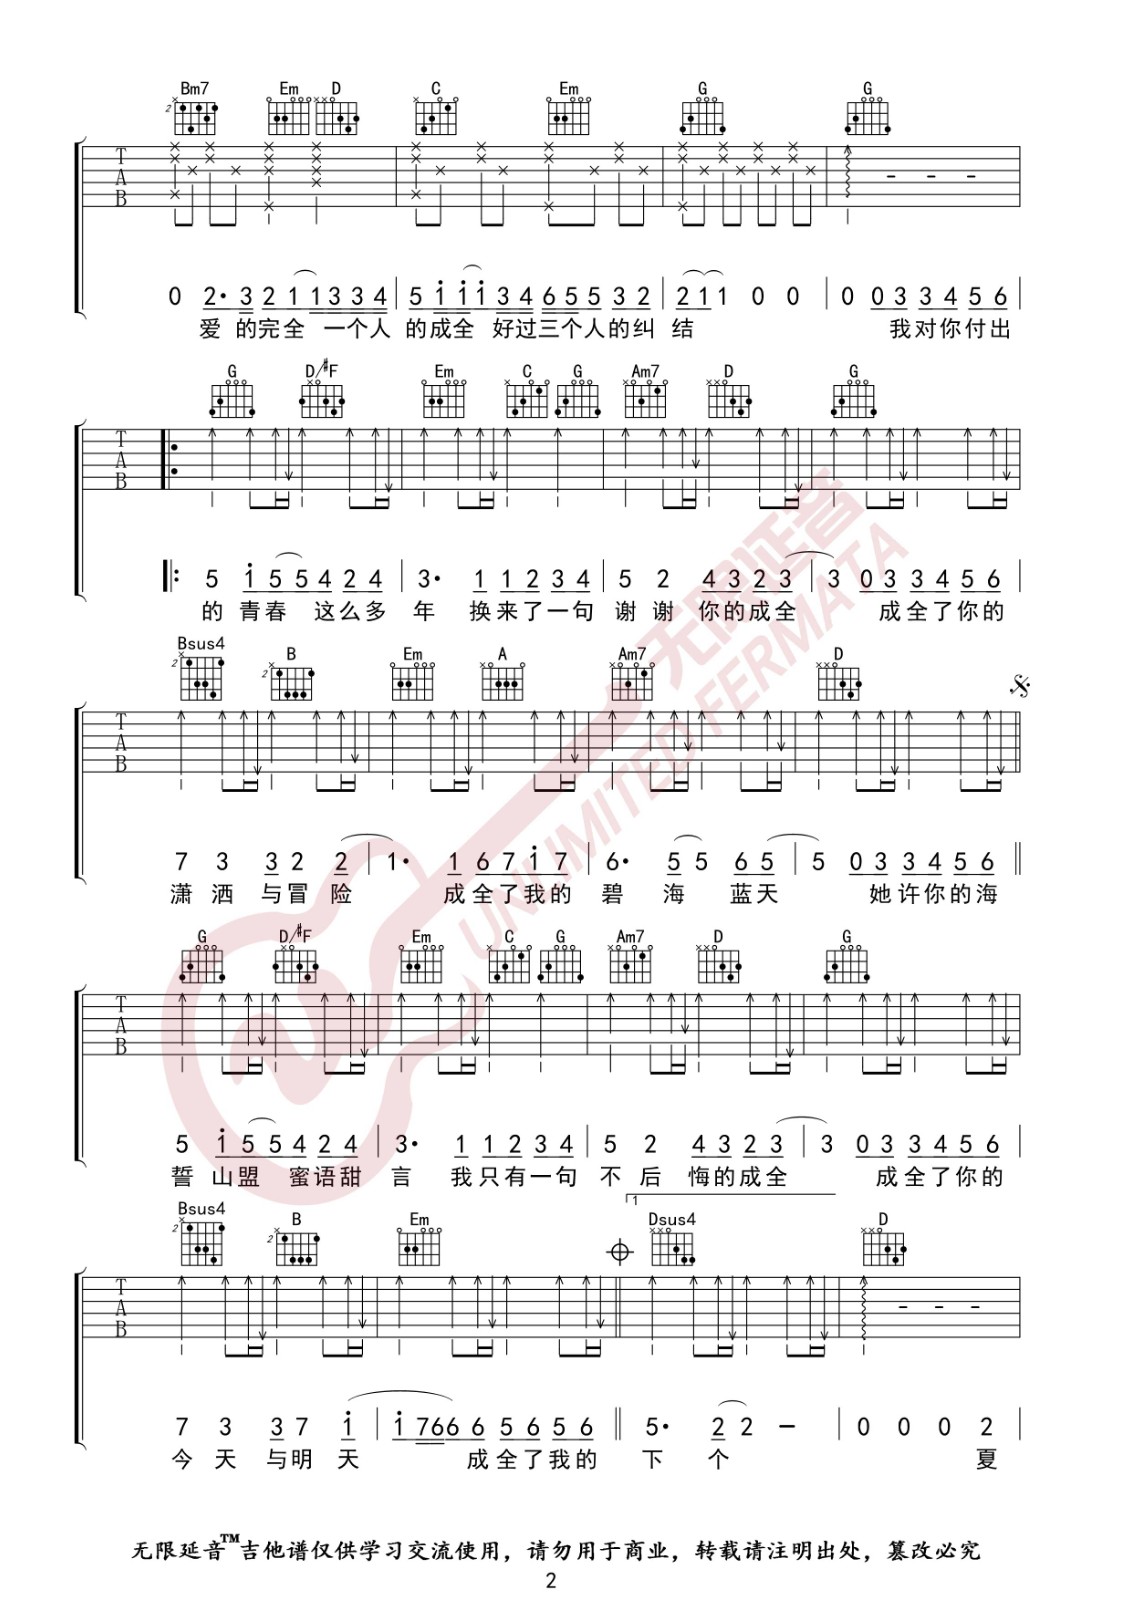 Bm7 Em D C Em G G
T
A
B
0 2· 3 2 1 1 3 3 4 5 1 1 1 3 4 6 5 5 3 2 2 1 1 0 0 0 0 3 3 4 5 6
爱 的完全 一个人 的成全 好过三个人的纠 结 我对你付出
G D/#F Em C G Am7 D G
T
A
B
5 1 5 5 4 2 4 3· 1 1 2 3 4 5 2 4 3 2 3 3 0 3 3 4 5 6
的 青春 这么多 年 换来了一句 谢谢 你的成全 成全了你的
Bsus4 B Em A Am7 D
T
A
B
7 3 3 2 2 1· 1 6 7 1 7 6· 5 5 6 5 5 0 3 3 4 5 6
潇 洒 与冒险 成全了我的 碧 海 蓝天 她许你的海
G D/#F Em C G Am7 D G
T
A
B
5 1 5 5 4 2 4 3· 1 1 2 3 4 5 2 4 3 2 3 3 0 3 3 4 5 6
誓 山盟 蜜语甜 言 我只有一句 不后 悔的成全 成全了你的
Bsus4 B Em 1 Dsus4 D
T
A
B
7 3 3 7 1 1 7 6 6 6 5 6 5 6 5· 2 2 – 0 0 0 2
今 天 与明 天 成全了我的 下 个 夏
无限延音
UNLIMITED FERMATA
无限延音™吉他谱仅供学习交流使用，请勿用于商业，转载请注明出处，篡改必究
2